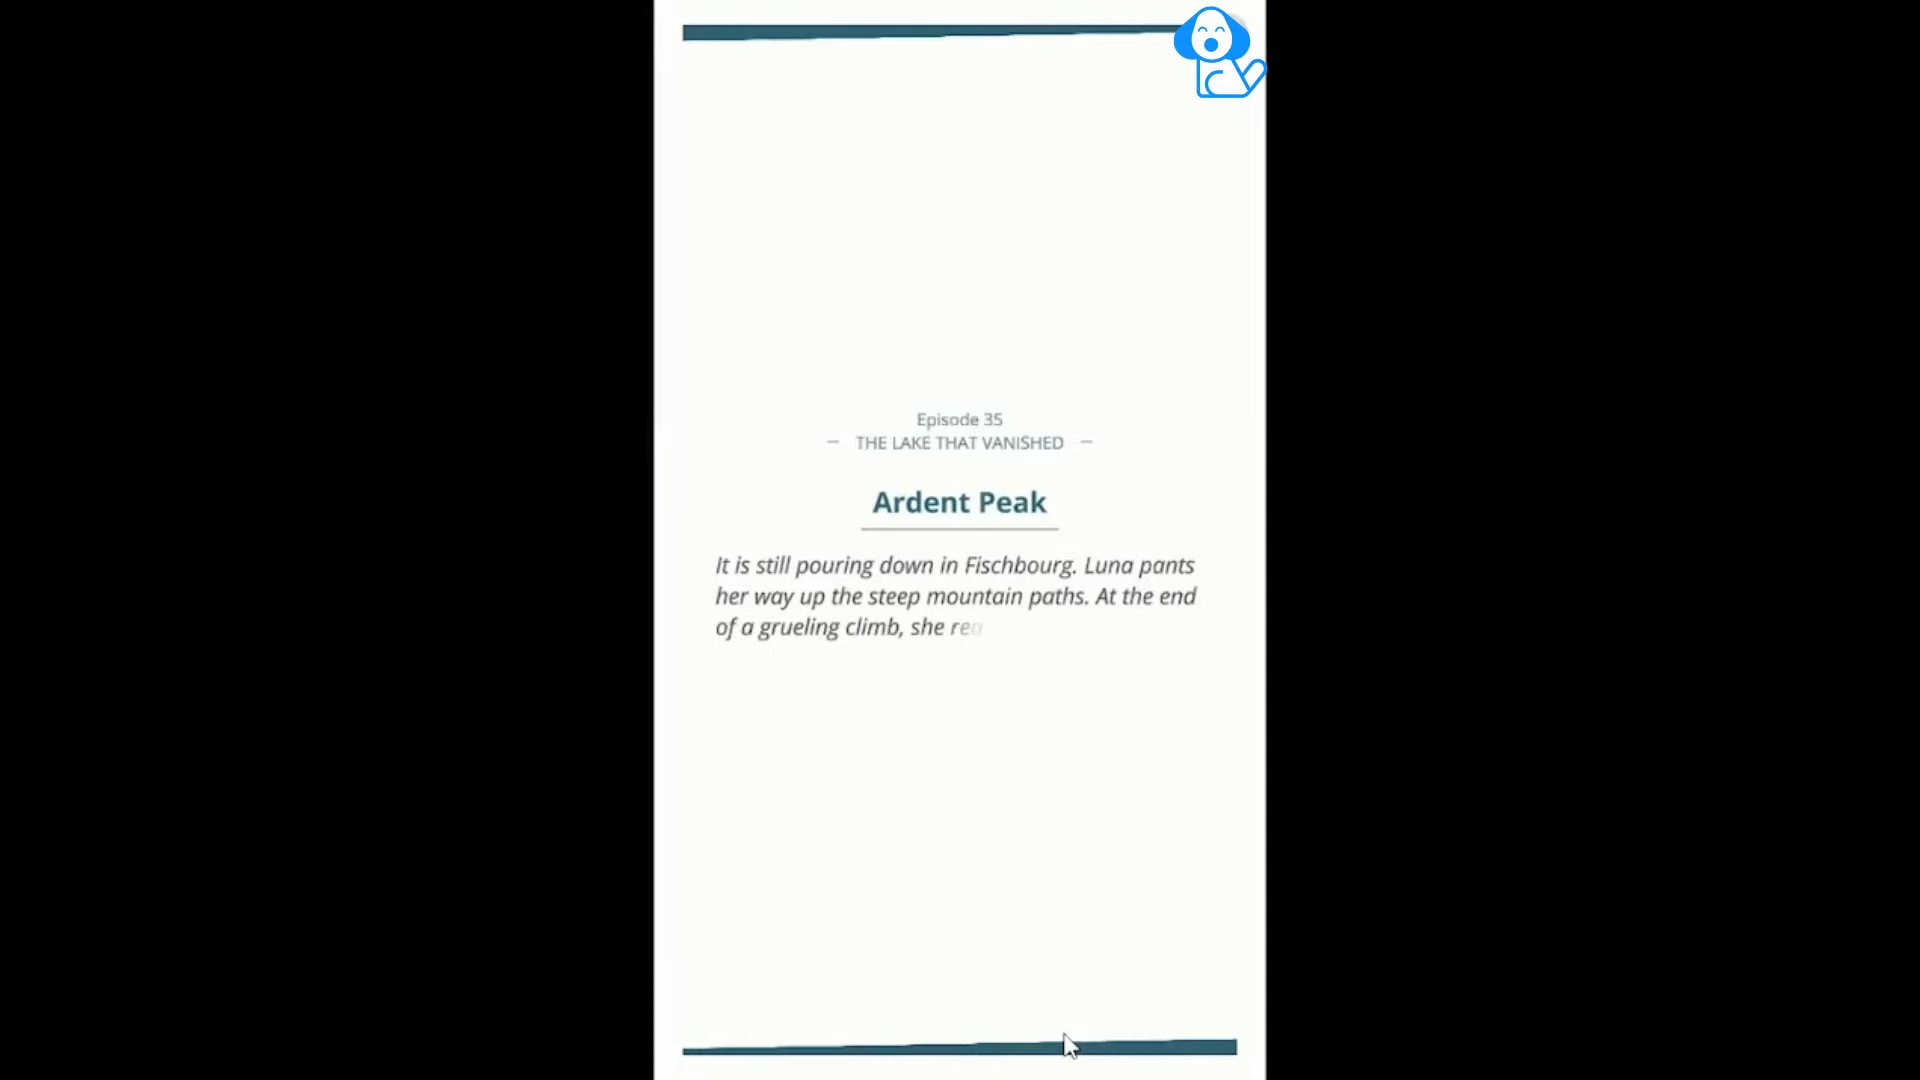 Episode 35
— THE LAKE THAT VANISHED —
Ardent Peak
It is still pouring down in Fischbourg. Luna pants
her way up the steep mountain paths. At the end
of a grueling climb, she rea